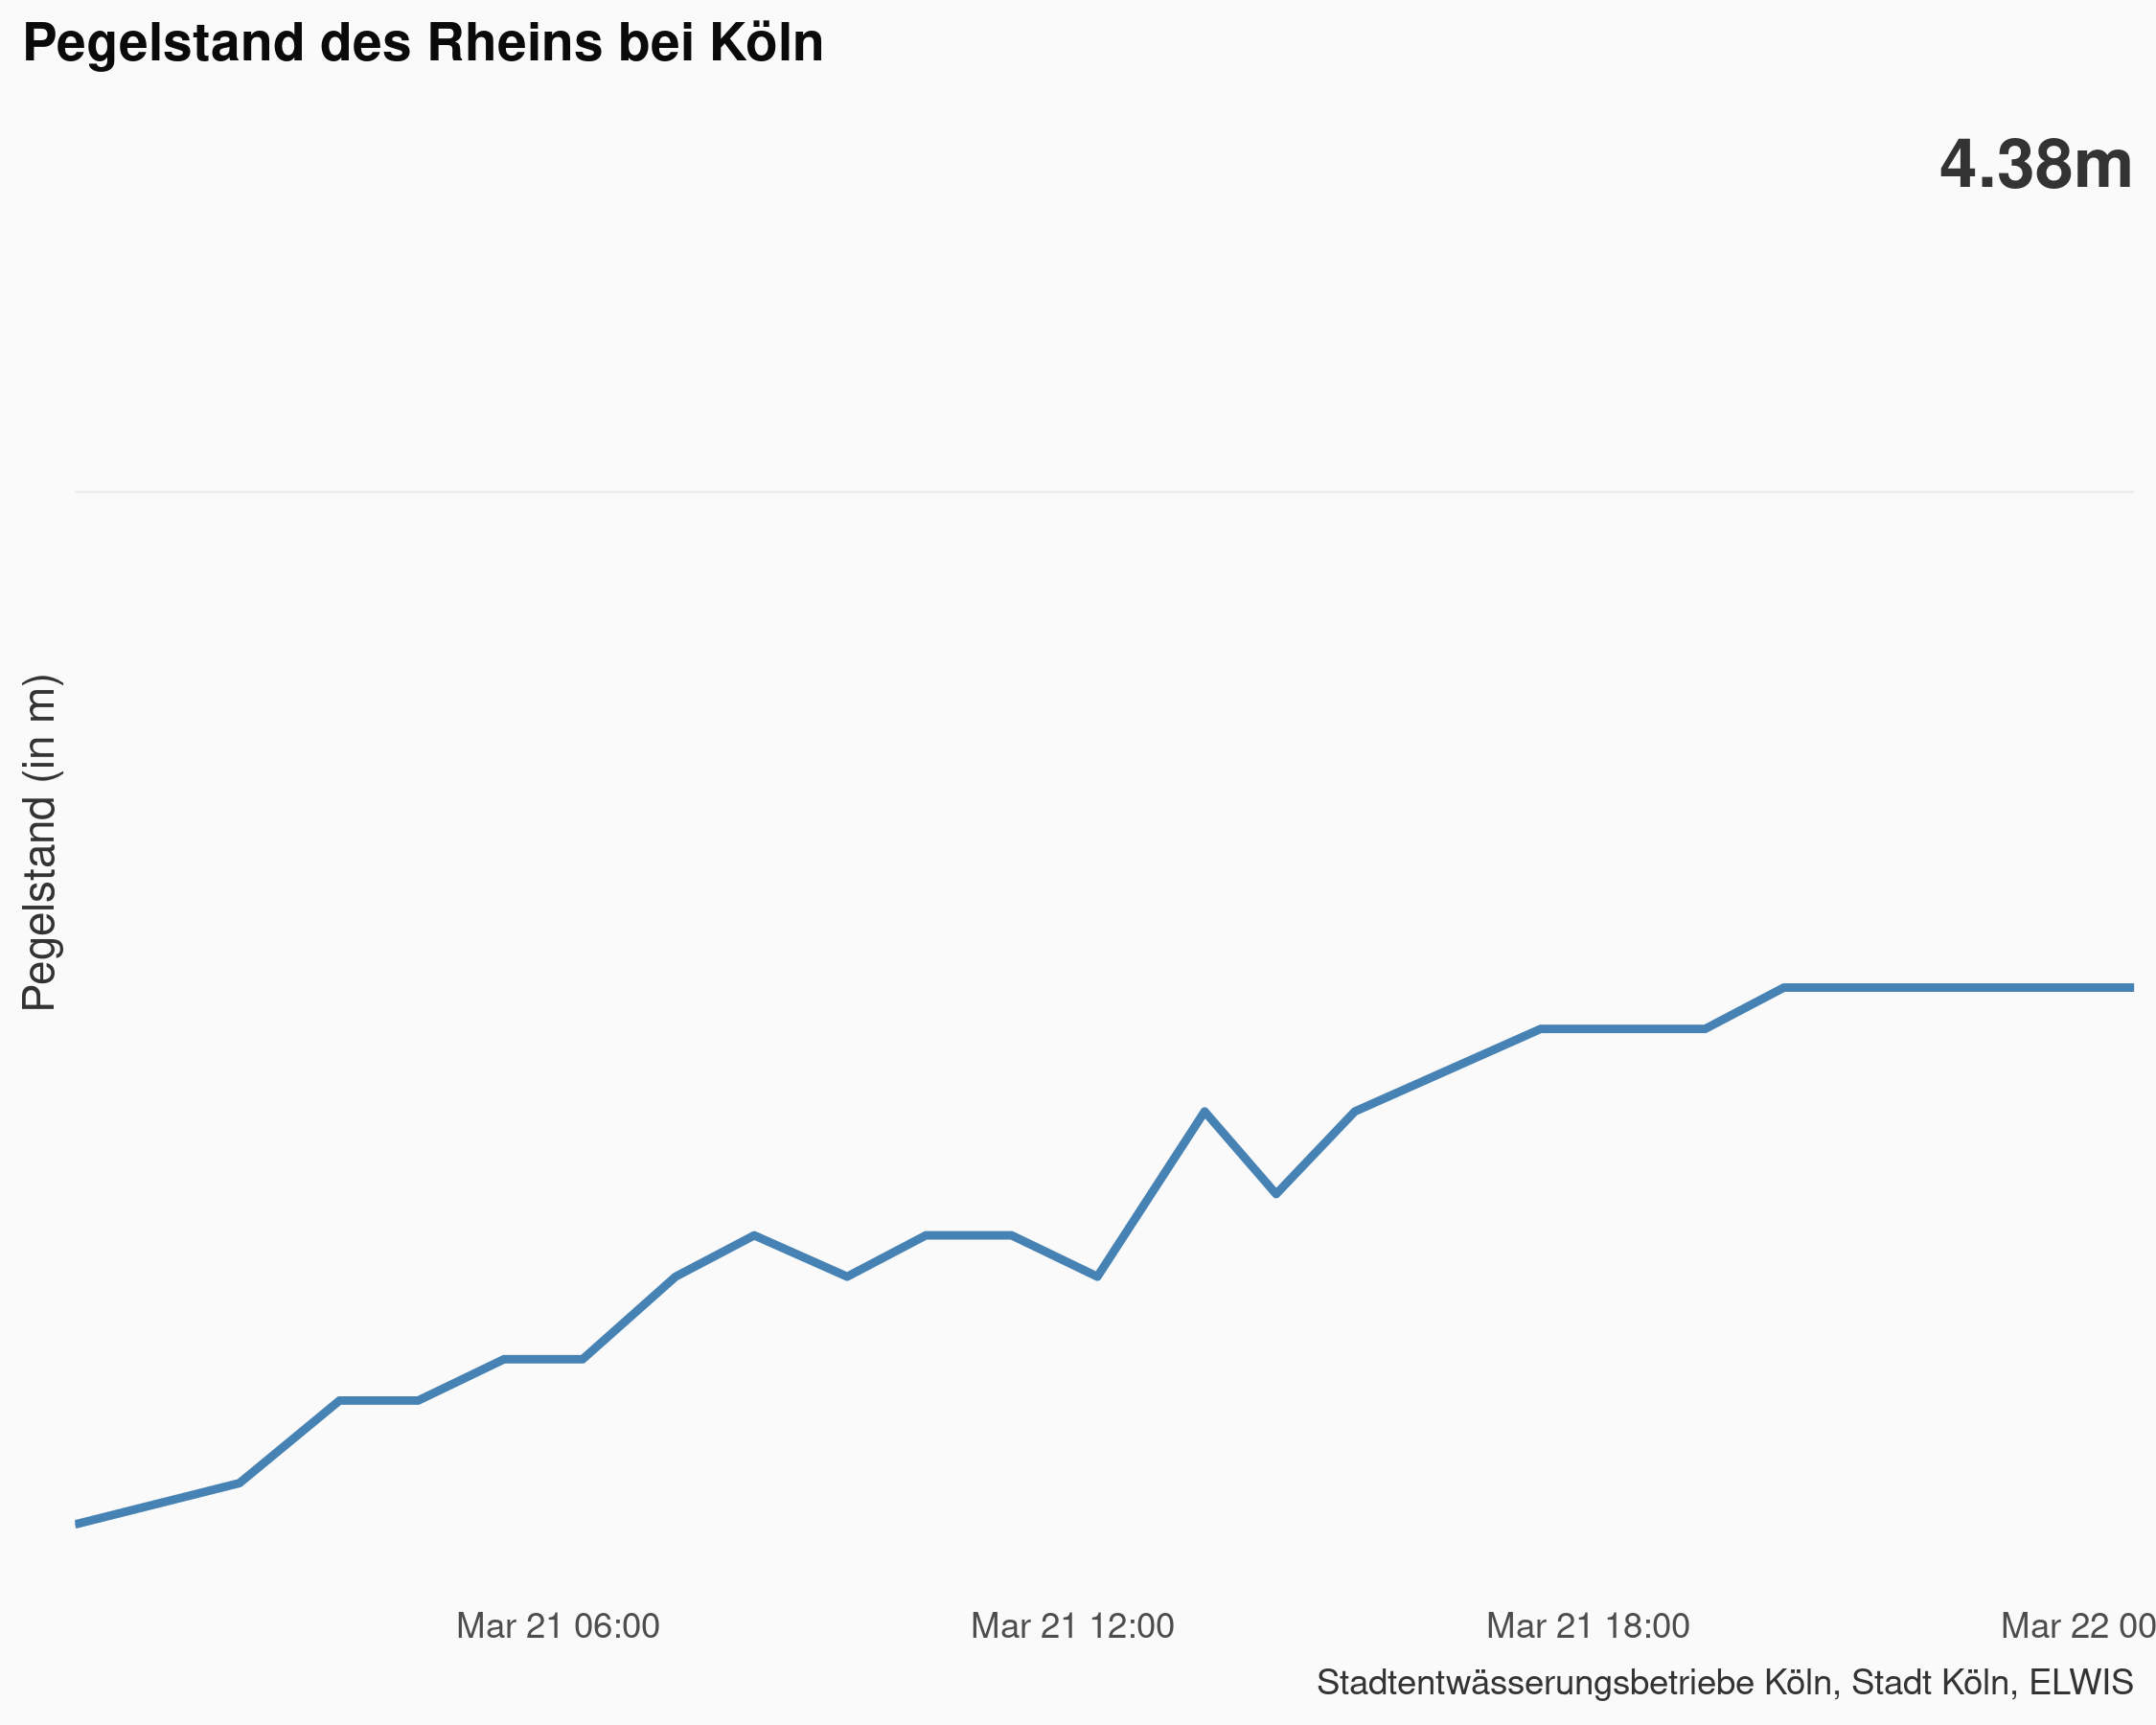 Pegelstand des Rheins bei Köln
4.38m
Pegelstand (in m)
Mar 21 06:00
Mar 21 12:00
Mar 21 18:00
Mar 22 00
Stadtentwässerungsbetriebe Köln, Stadt Köln, ELWIS